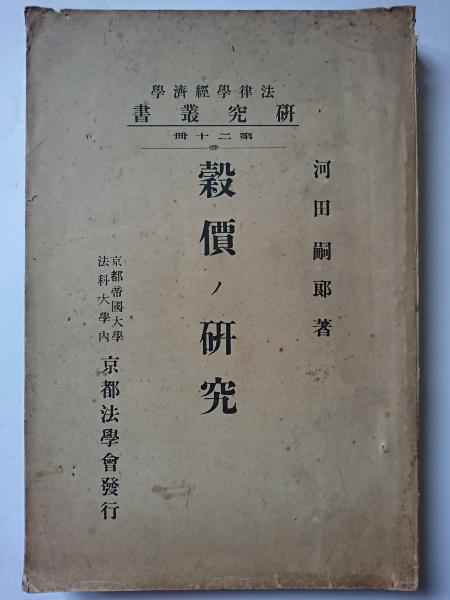 法律學經濟學
研究叢書
第二十冊
河田嗣郎著
穀價ノ研究
京都帝國大學
法科大學內
京都法學會發行